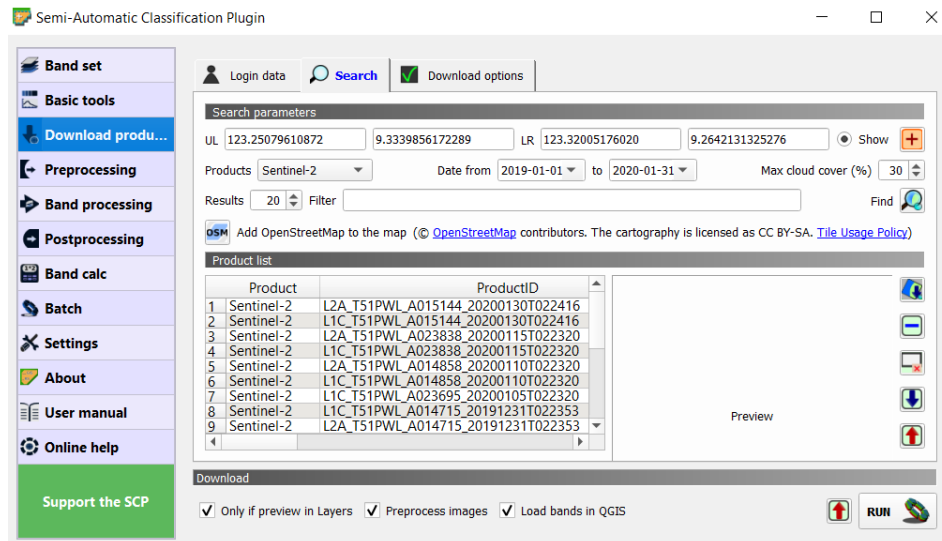 Semi-Automatic Classification Plugin
Band set
Basic tools
Download produ...
Preprocessing
Band processing
Postprocessing
Band calc
Batch
Settings
About
User manual
Online help
Support the SCP
Login data Search Download options
Search parameters
UL 123.25079610872 9.3339856172289 LR 123.32005176020 9.2642131325276 Show
Products Sentinel-2 Date from 2019-01-01 to 2020-01-31 Max cloud cover (%) 30
Results 20 Filter Find
OSM Add OpenStreetMap to the map (© OpenStreetMap contributors. The cartography is licensed as CC BY-SA. Tile Usage Policy)
Product list
Product ProductID
1 Sentinel-2 L2A_T51PWL_A015144_20200130T022416
2 Sentinel-2 L1C_T51PWL_A015144_20200130T022416
3 Sentinel-2 L2A_T51PWL_A023838_20200115T022320
4 Sentinel-2 L1C_T51PWL_A023838_20200115T022320
5 Sentinel-2 L2A_T51PWL_A014858_20200110T022320
6 Sentinel-2 L1C_T51PWL_A014858_20200110T022320
7 Sentinel-2 L1C_T51PWL_A023695_20200105T022320
8 Sentinel-2 L1C_T51PWL_A014715_20191231T022353
9 Sentinel-2 L2A_T51PWL_A014715_20191231T022353
Preview
Download
Only if preview in Layers Preprocess images Load bands in QGIS
RUN